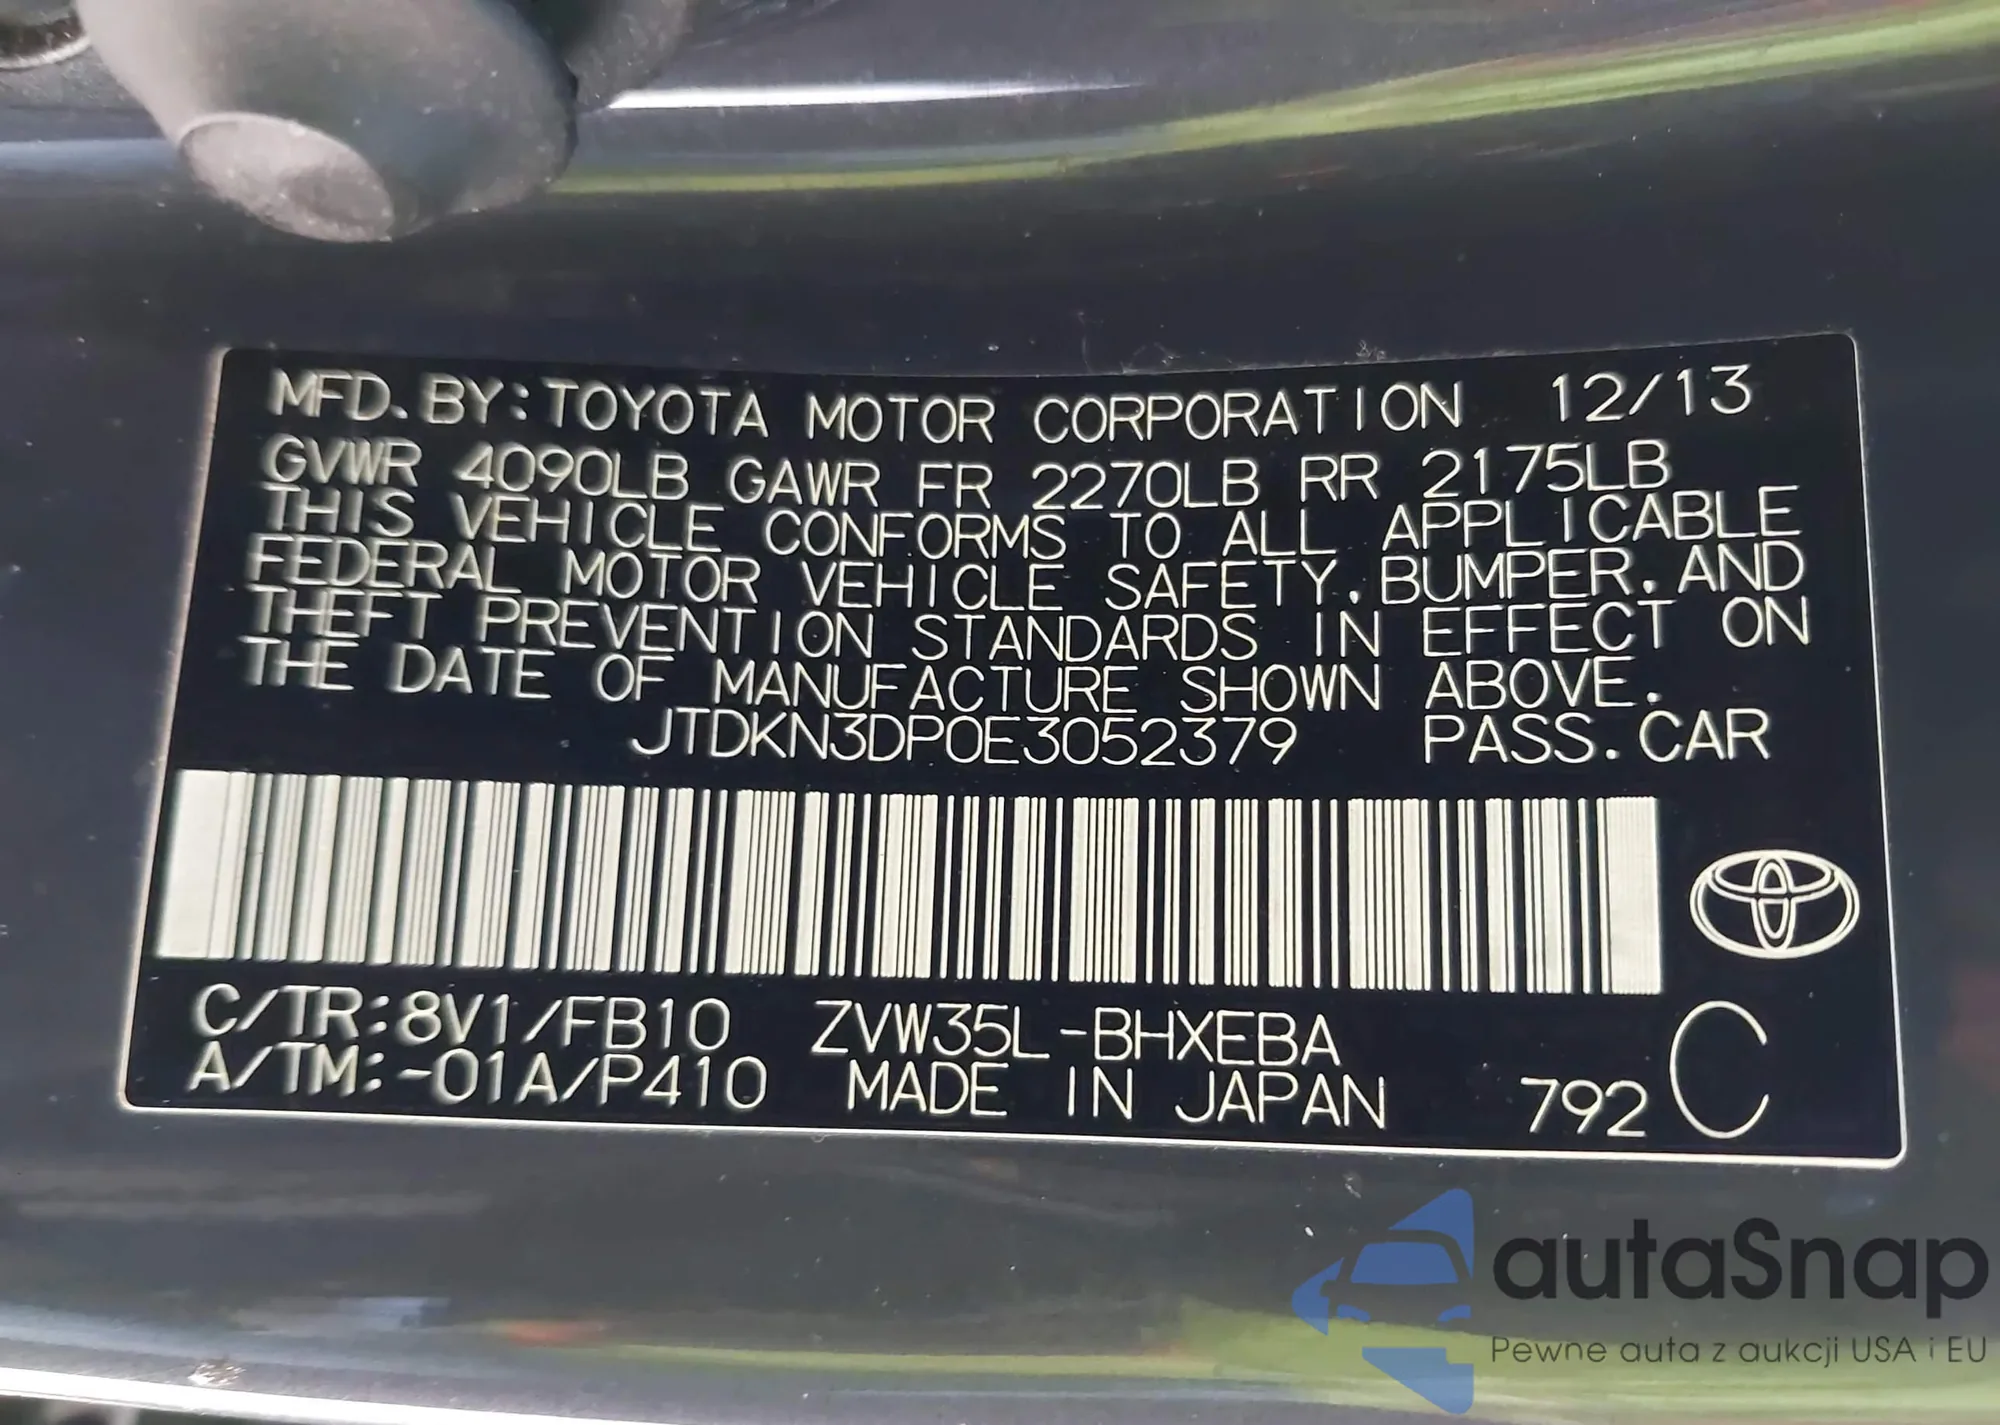 MFD. BY: TOYOTA MOTOR CORPORATION 12/13
GVWR 4090LB GAWR FR 2270LB RR 2175LB
THIS VEHICLE CONFORMS TO ALL APPLICABLE
FEDERAL MOTOR VEHICLE SAFETY, BUMPER, AND
THEFT PREVENTION STANDARDS IN EFFECT ON
THE DATE OF MANUFACTURE SHOWN ABOVE.
JTDKN3DP0E3052379 PASS. CAR
C/TR: 8V1/FB10 ZVW35L-BHXEBA
A/TM: -01A/P410 MADE IN JAPAN 792 C
autaSnap
Pewne auta z aukcji USA i EU